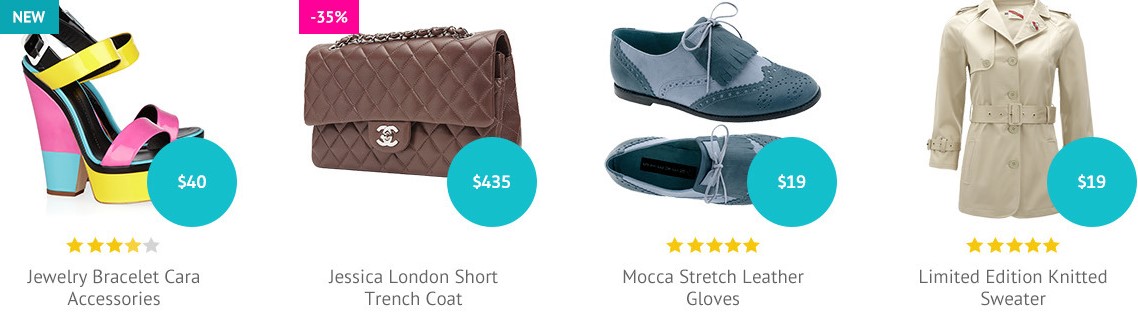 NEW
$40
Jewelry Bracelet Cara
Accessories
-35%
$435
Jessica London Short
Trench Coat
$19
Mocca Stretch Leather
Gloves
$19
Limited Edition Knitted
Sweater